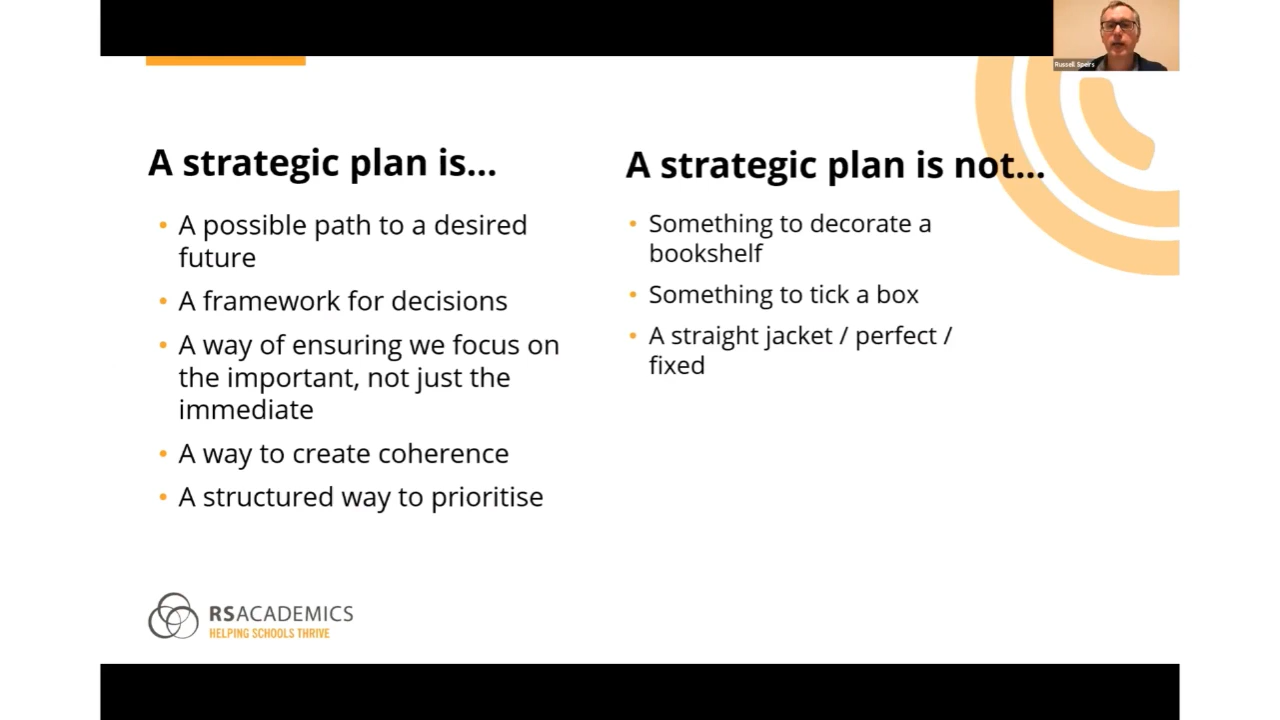 Russell Speirs
A strategic plan is...
• A possible path to a desired
future
• A framework for decisions
• A way of ensuring we focus on
the important, not just the
immediate
• A way to create coherence
• A structured way to prioritise
A strategic plan is not...
• Something to decorate a
bookshelf
• Something to tick a box
• A straight jacket / perfect /
fixed
RSACADEMICS
HELPING SCHOOLS THRIVE